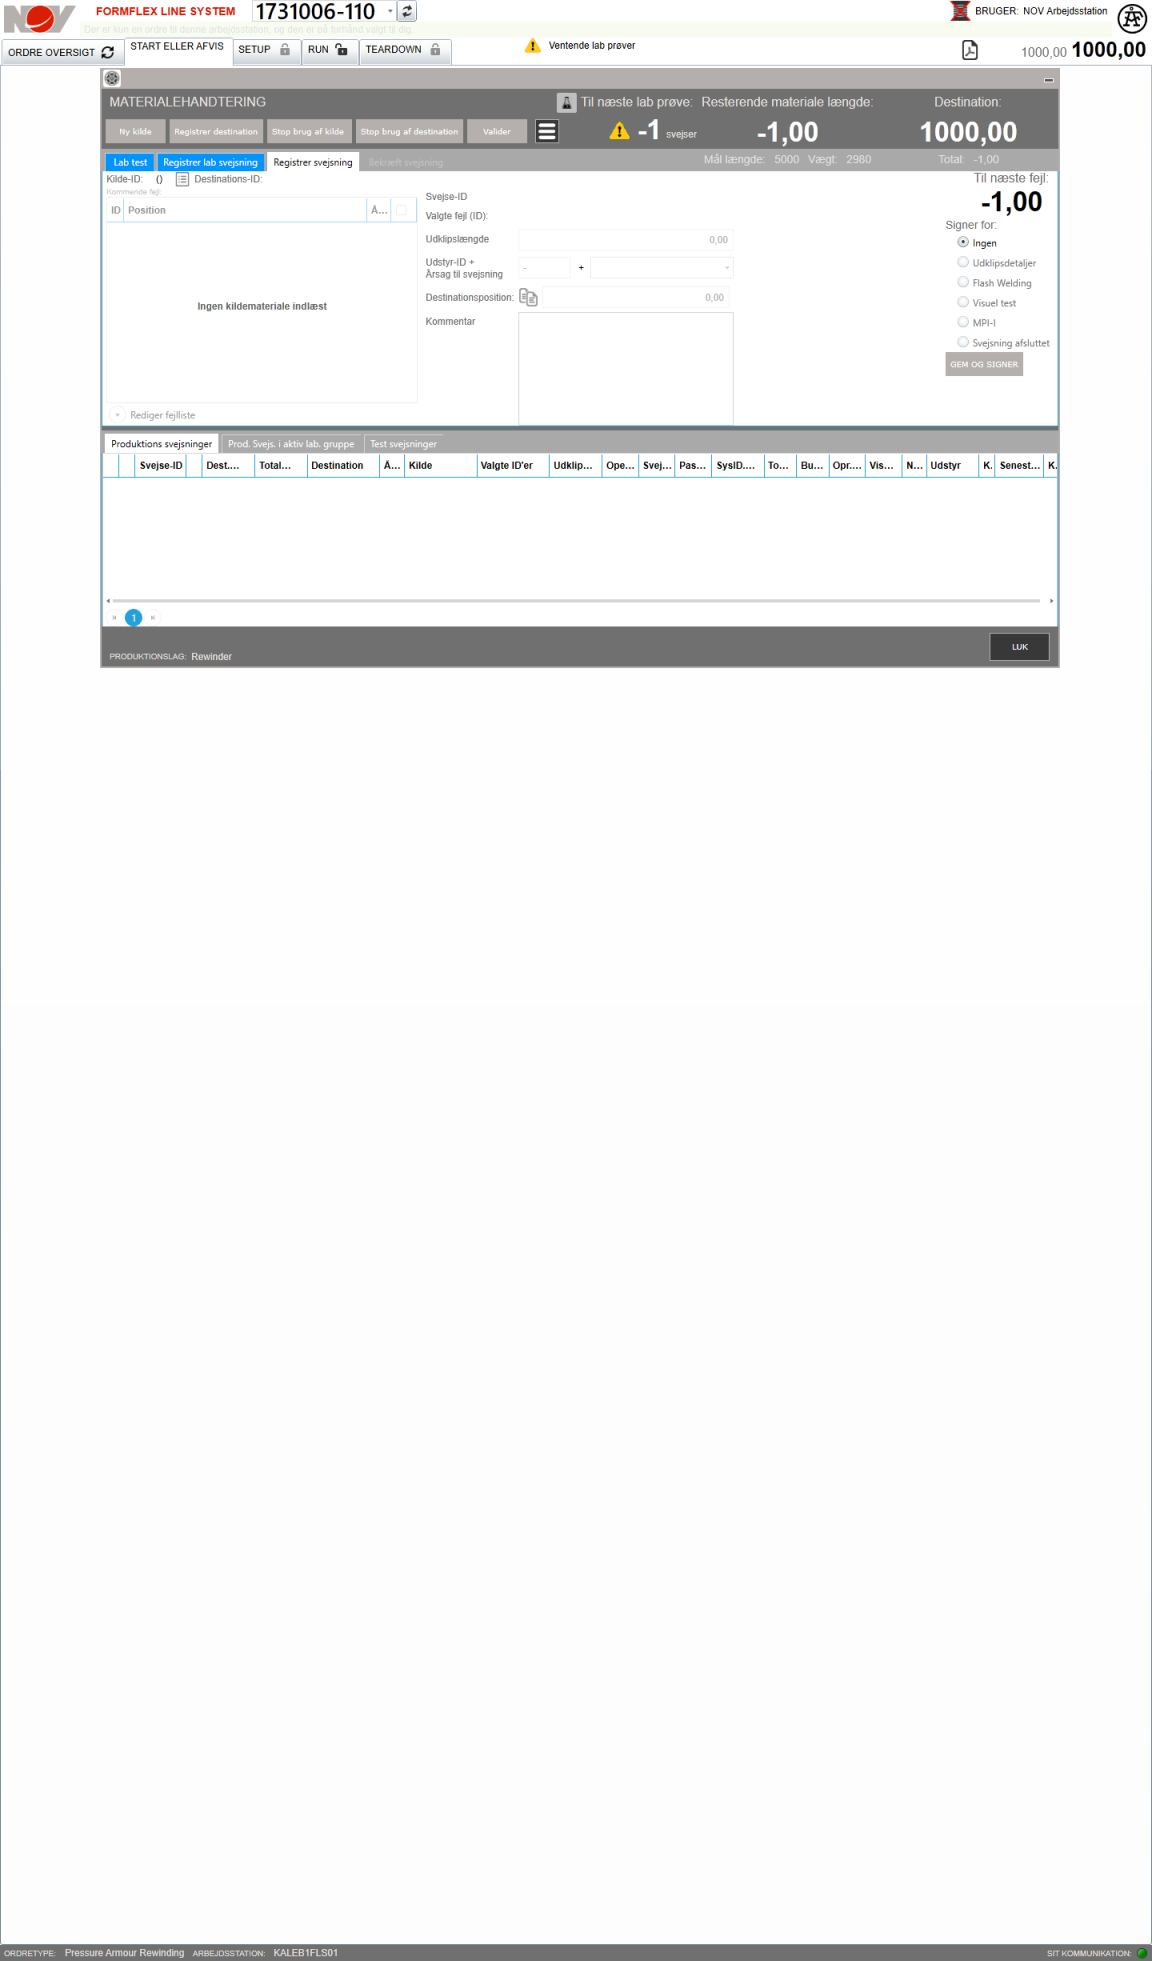 NOV FORMFLEX LINE SYSTEM 1731006-110 BRUGER: NOV Arbejdsstation
Der er kun en ordre til denne arbejdsstation, og den er på forhånd valgt til dig.
ORDRE OVERSIGT START ELLER AFVIS SETUP RUN TEARDOWN Ventende lab prøver 1000,00 1000,00
MATERIALEHANDTERING Til næste lab prøve: Resterende materiale længde: Destination:
Ny kilde Registrer destination Stop brug af kilde Stop brug af destination Valider -1 svejser -1,00 1000,00
Lab test Registrer lab svejsning Registrer svejsning Bekræft svejsning Mål længde: 5000 Vægt: 2980 Total: -1,00
Kilde-ID: () Destinations-ID: Til næste fejl:
Kommende fejl:
-1,00
ID Position Å...
Svejse-ID
Valgte fejl (ID):
Udklipslængde 0,00
Udstyr-ID +
Årsag til svejsning - +
Destinationsposition: 0,00
Kommentar
Ingen kildemateriale indlæst
Rediger fejlliste
Signer for:
Ingen
Udklipsdetaljer
Flash Welding
Visuel test
MPI-I
Svejsning afsluttet
GEM OG SIGNER
Produktions svejsninger Prod. Svejs. i aktiv lab. gruppe Test svejsninger
Svejse-ID Dest.... Total... Destination Å... Kilde Valgte ID'er Udklip... Ope... Svej... Pas... SysID.... To... Bu... Opr.... Vis... N... Udstyr K. Senest... K.
1
PRODUKTIONSLAG: Rewinder LUK
ORDRETYPE: Pressure Armour Rewinding ARBEJDSSTATION: KALEB1FLS01 SIT KOMMUNIKATION: